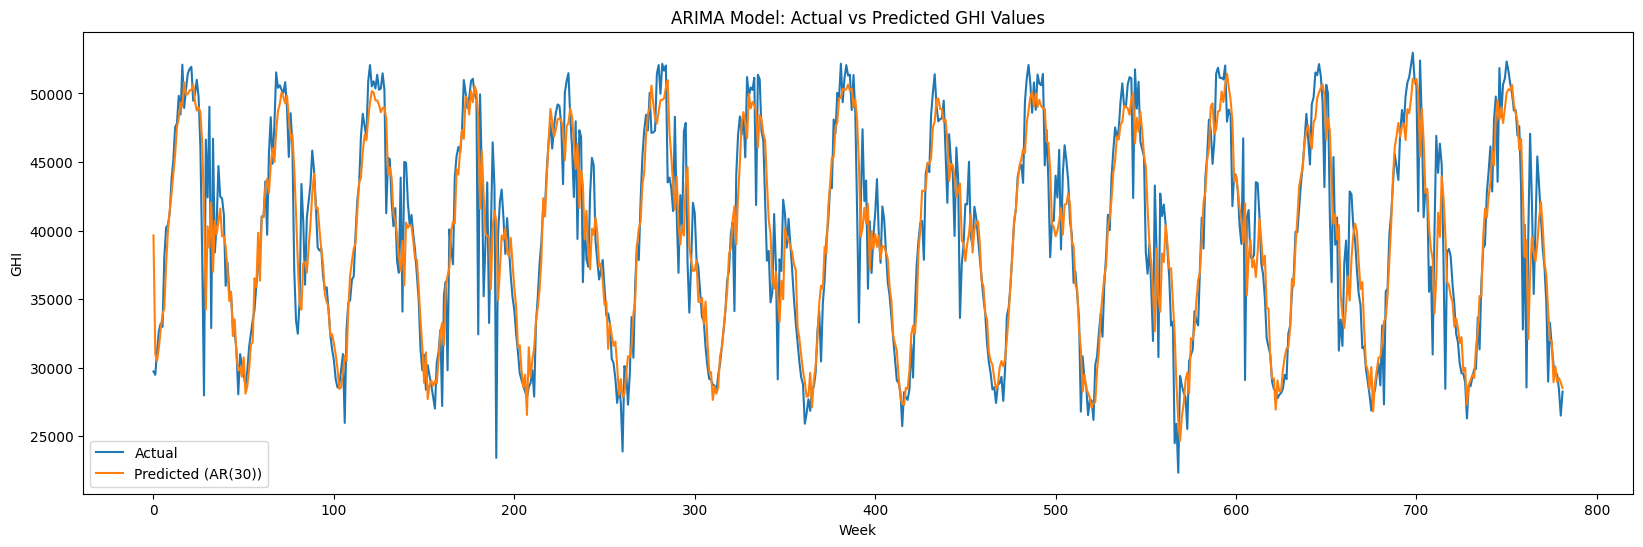 ARIMA Model: Actual vs Predicted GHI Values
GHI
50000
45000
40000
35000
30000
25000
Actual
Predicted (AR(30))
0 100 200 300 400 500 600 700 800
Week